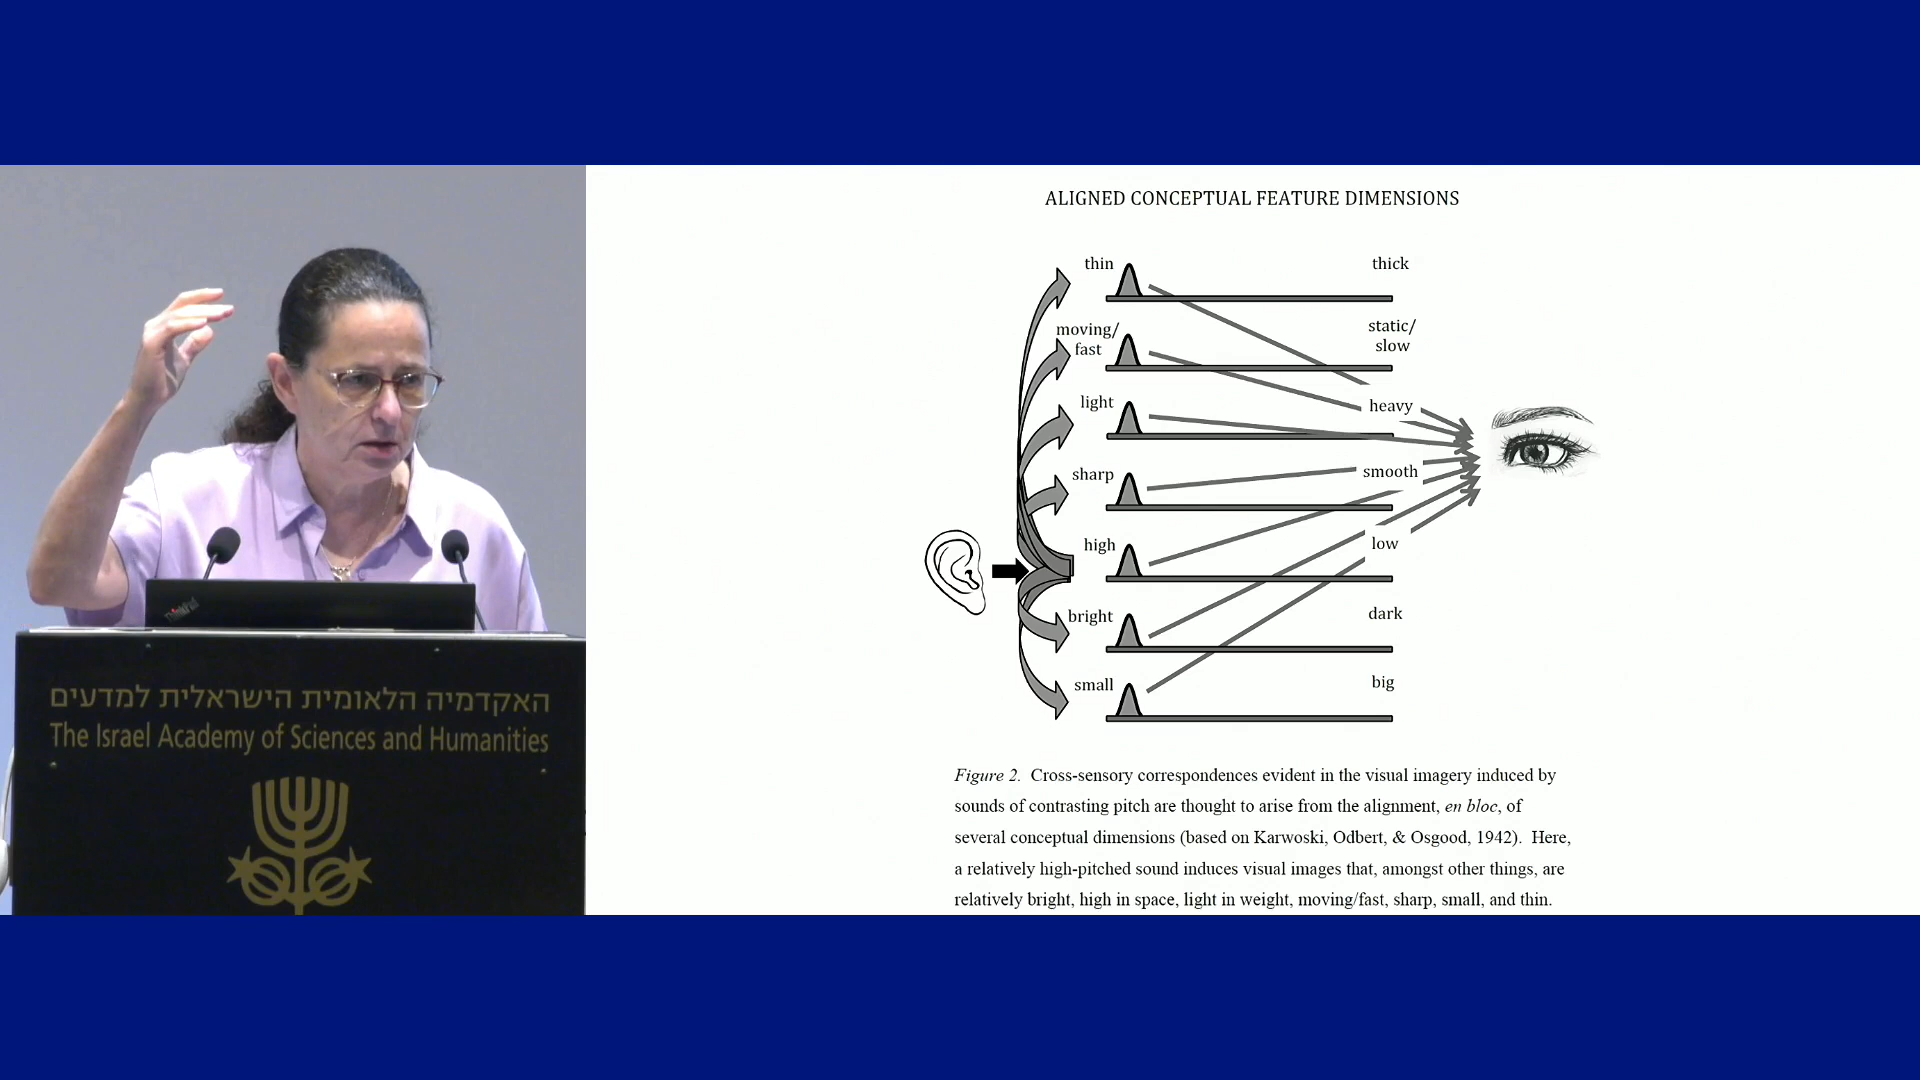 ALIGNED CONCEPTUAL FEATURE DIMENSIONS
thin thick
moving/ static/
fast slow
light heavy
sharp smooth
high low
bright dark
small big
Figure 2. Cross-sensory correspondences evident in the visual imagery induced by
sounds of contrasting pitch are thought to arise from the alignment, en bloc, of
several conceptual dimensions (based on Karwoski, Odbert, & Osgood, 1942). Here,
a relatively high-pitched sound induces visual images that, amongst other things, are
relatively bright, high in space, light in weight, moving/fast, sharp, small, and thin.
ThinkPad
האקדמיה הלאומית הישראלית למדעים
The Israel Academy of Sciences and Humanities